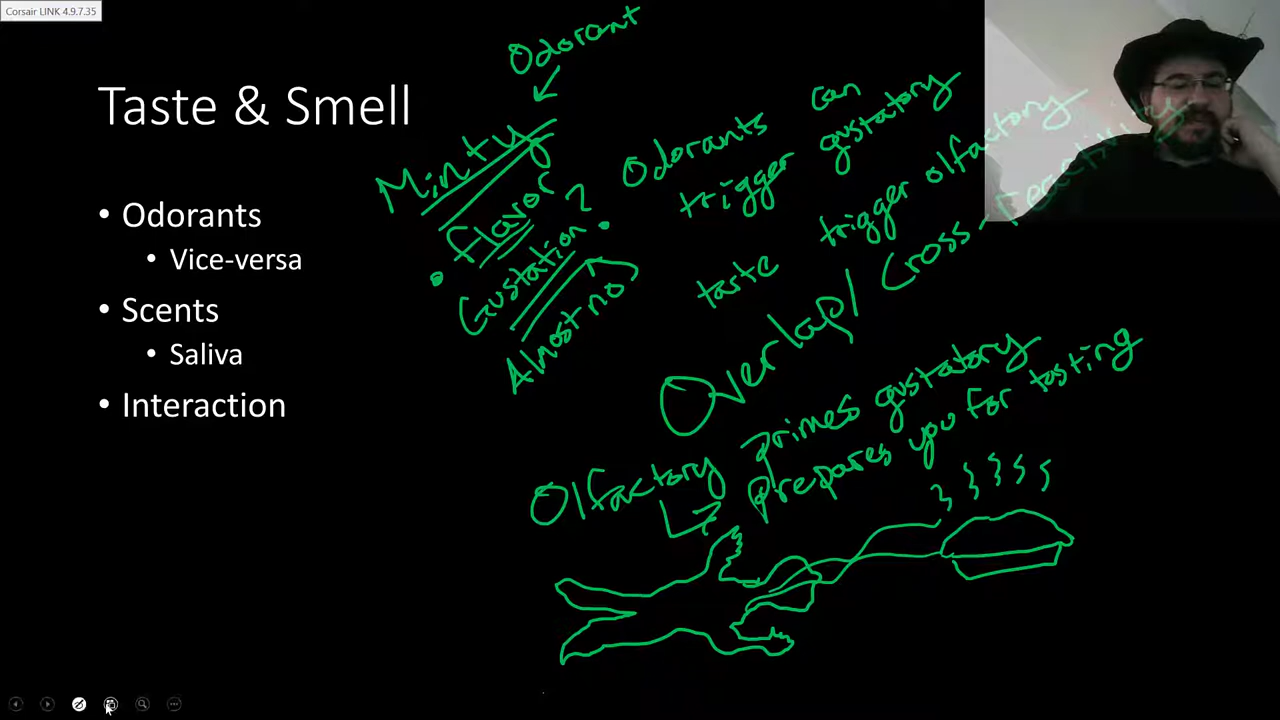 Corsair LINK 4.9.7.35
Taste & Smell
• Odorants
• Vice-versa
• Scents
• Saliva
• Interaction
Odorant
Minty
flavor
Gustation?
Almost no
Odorants can
trigger gustatory
taste trigger olfactory
Overlap/Cross-reactivity
Olfactory primes gustatory
prepares you for tasting